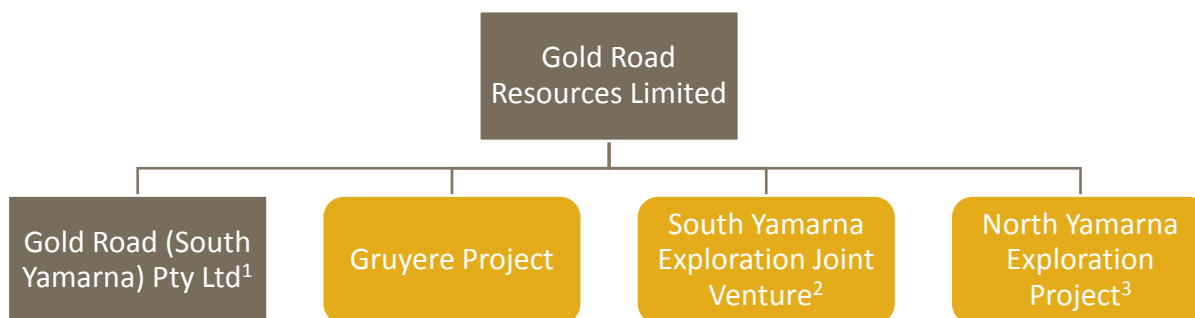 Gold Road
Resources Limited
Gold Road (South
Yamarna) Pty Ltd¹
Gruyere Project
South Yamarna
Exploration Joint
Venture²
North Yamarna
Exploration
Project³